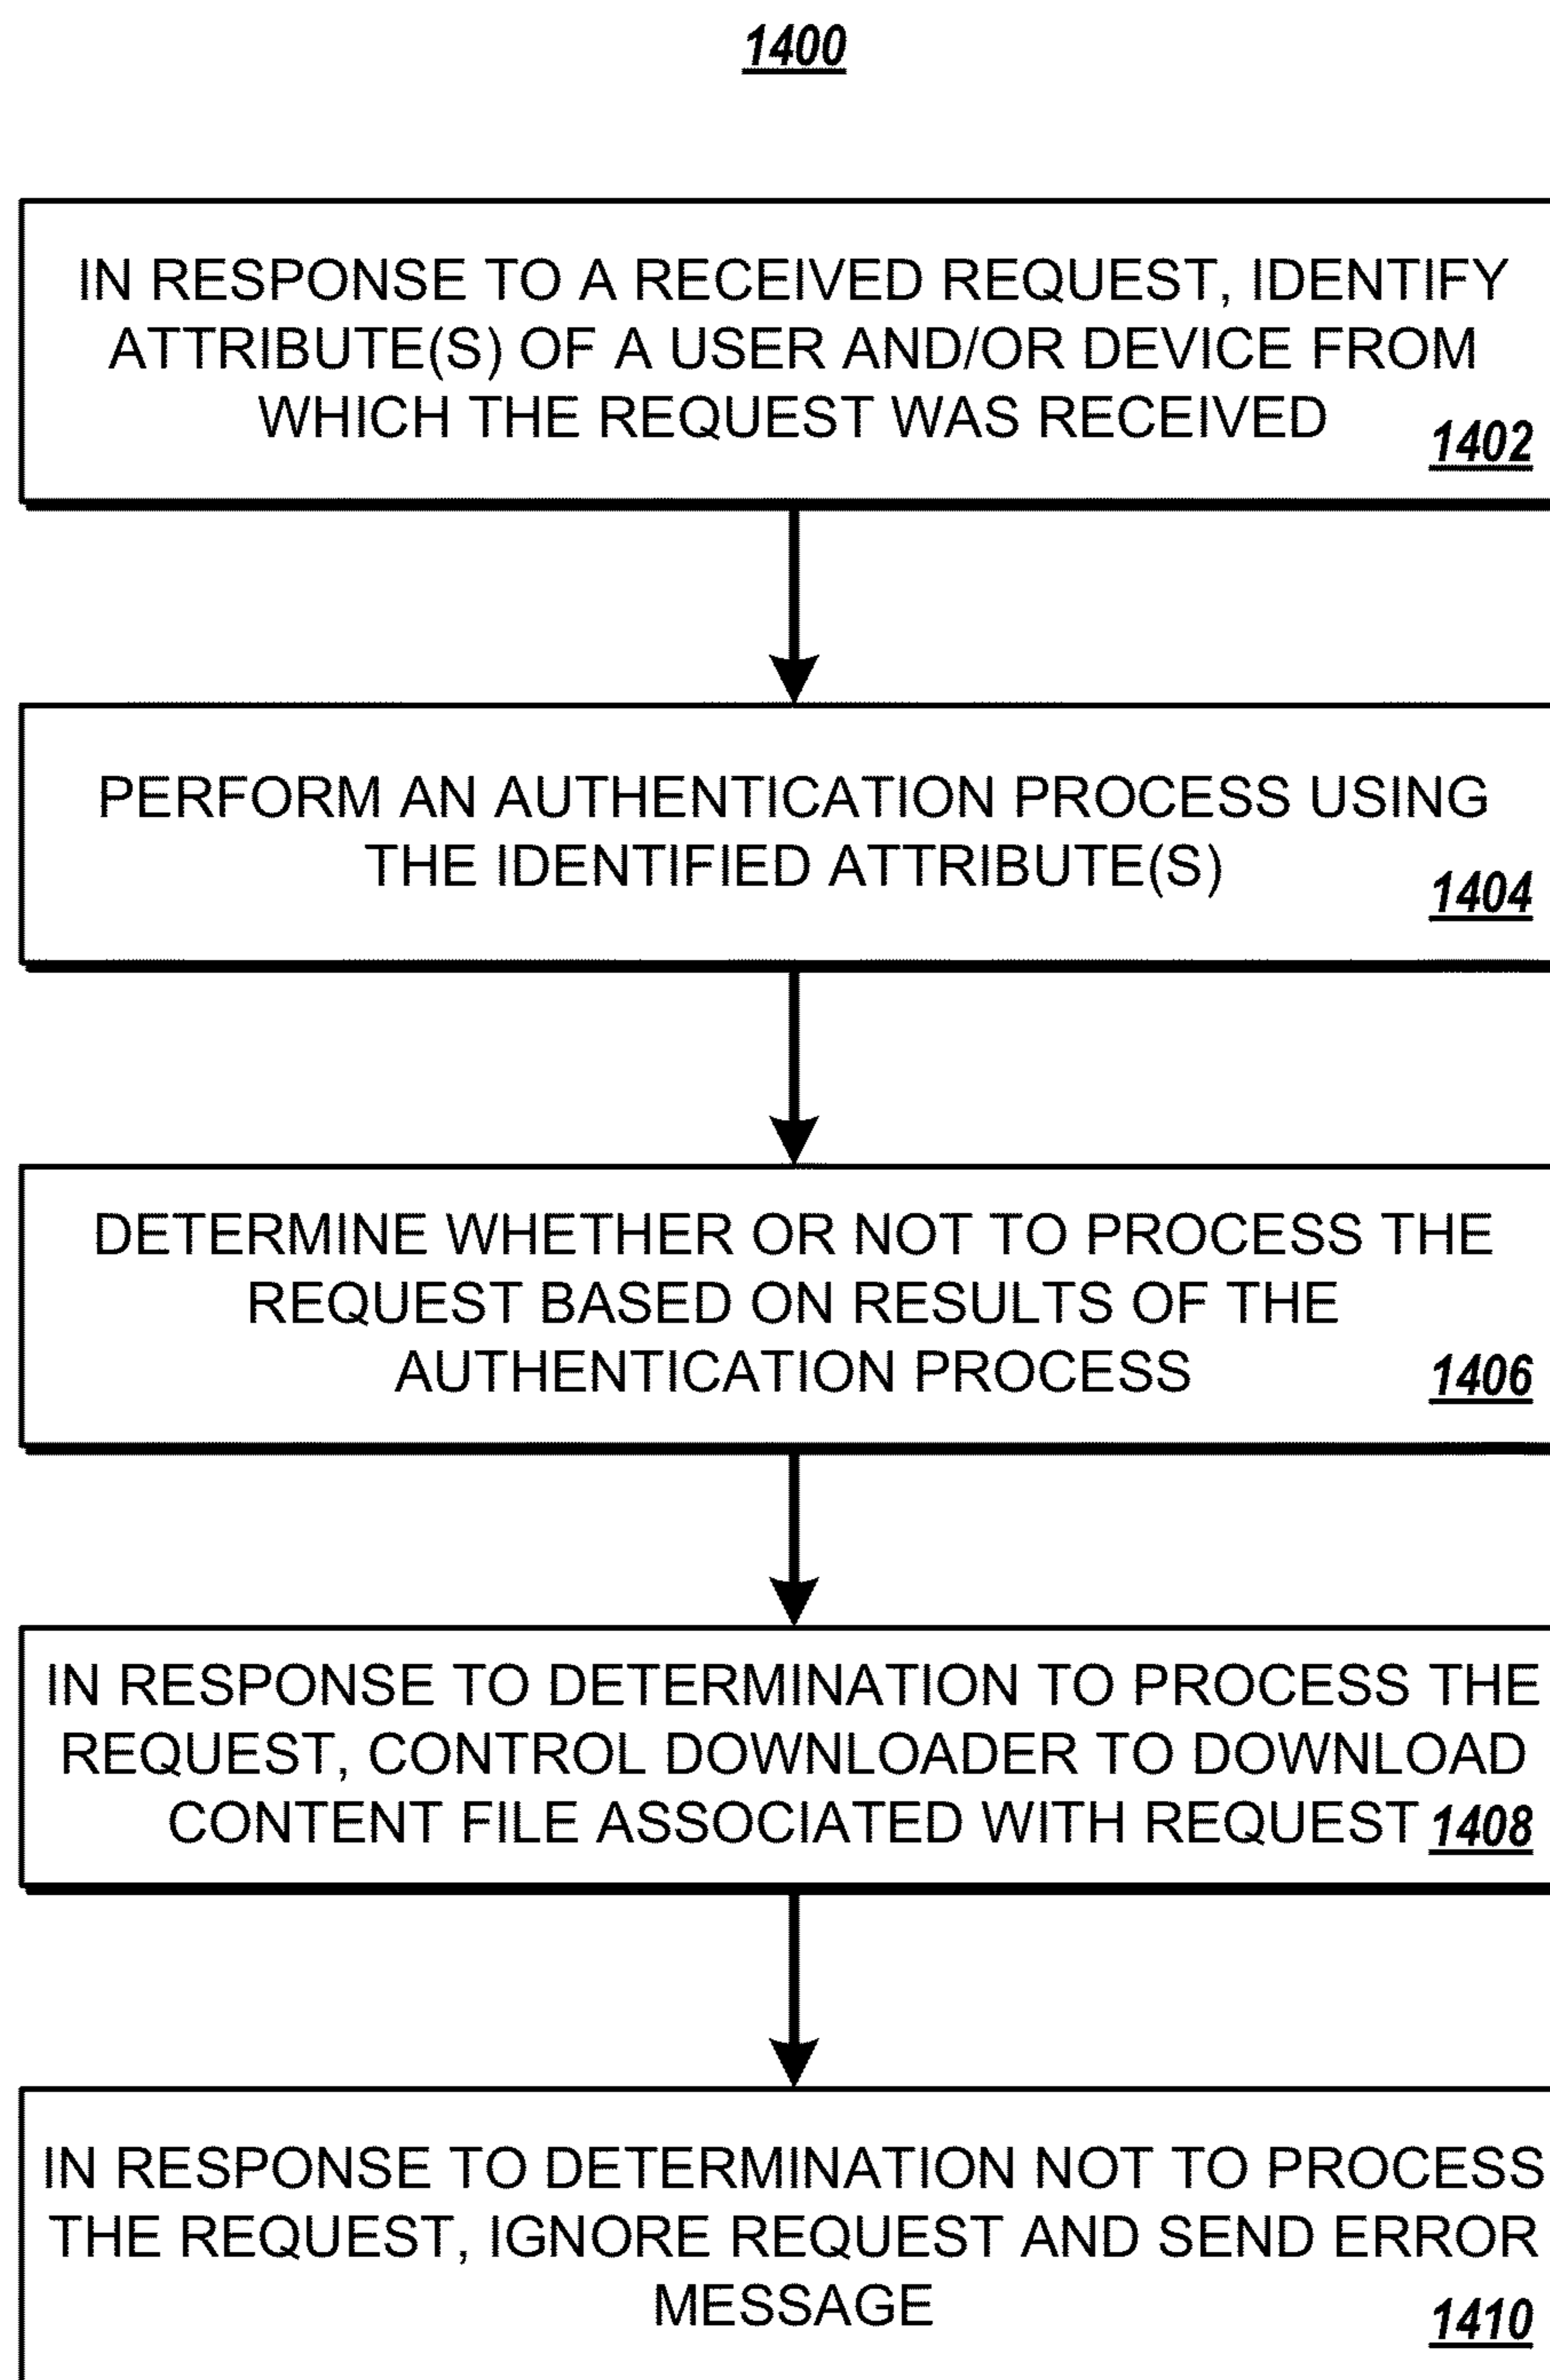 1400
IN RESPONSE TO A RECEIVED REQUEST, IDENTIFY
ATTRIBUTE(S) OF A USER AND/OR DEVICE FROM
WHICH THE REQUEST WAS RECEIVED
1402
PERFORM AN AUTHENTICATION PROCESS USING
THE IDENTIFIED ATTRIBUTE(S)
1404
DETERMINE WHETHER OR NOT TO PROCESS THE
REQUEST BASED ON RESULTS OF THE
AUTHENTICATION PROCESS
1406
IN RESPONSE TO DETERMINATION TO PROCESS THE
REQUEST, CONTROL DOWNLOADER TO DOWNLOAD
CONTENT FILE ASSOCIATED WITH REQUEST
1408
IN RESPONSE TO DETERMINATION NOT TO PROCESS
THE REQUEST, IGNORE REQUEST AND SEND ERROR
MESSAGE
1410